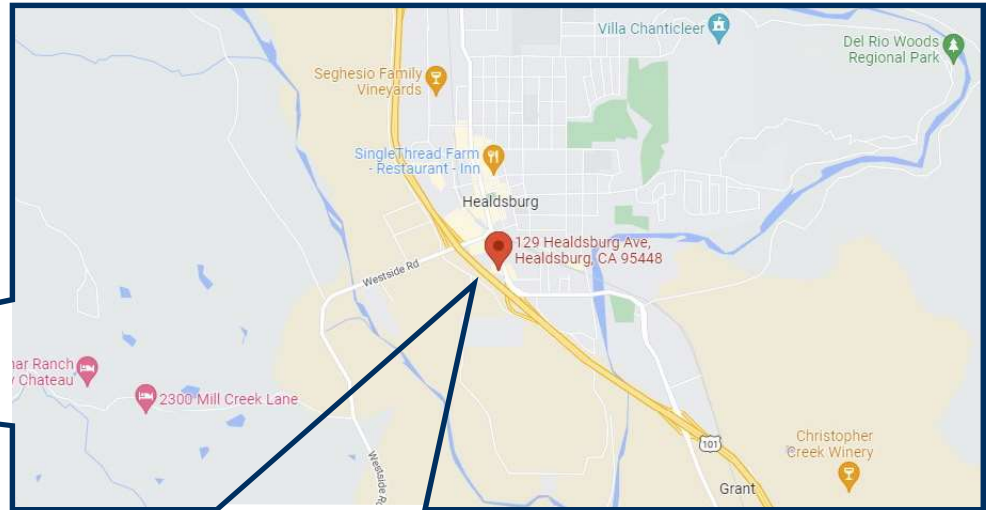 Villa Chanticleer
Del Rio Woods
Regional Park
Seghesio Family
Vineyards
SingleThread Farm
- Restaurant - Inn
Healdsburg
129 Healdsburg Ave,
Healdsburg, CA 95448
Westside Rd
Ranch
Chateau
2300 Mill Creek Lane
Westside
101
Christopher
Creek Winery
Grant